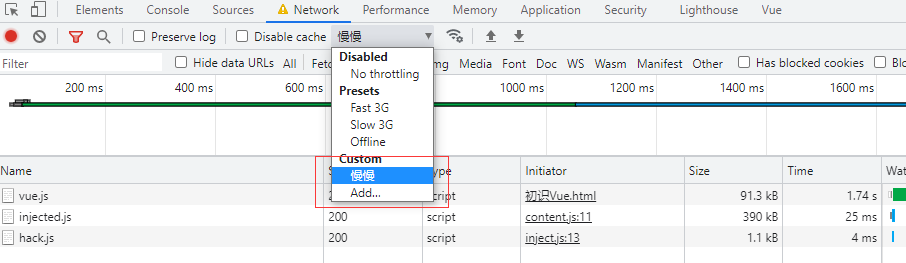 Elements Console Sources Network Performance Memory Application Security Lighthouse Vue
Preserve log Disable cache 慢慢
Filter Hide data URLs All Fetc mg Media Font Doc WS Wasm Manifest Other Has blocked cookies Blo
Disabled
No throttling
Presets
Fast 3G
Slow 3G
Offline
Custom
慢慢
Add...
200 ms 400 ms 600 ms 1000 ms 1200 ms 1400 ms 1600 ms
Name S ype Initiator Size Time Wat
vue.js 2 script 初识Vue.html 91.3 kB 1.74 s
injected.js 200 script content.js:11 390 kB 25 ms
hack.js 200 script inject.js:13 1.1 kB 4 ms